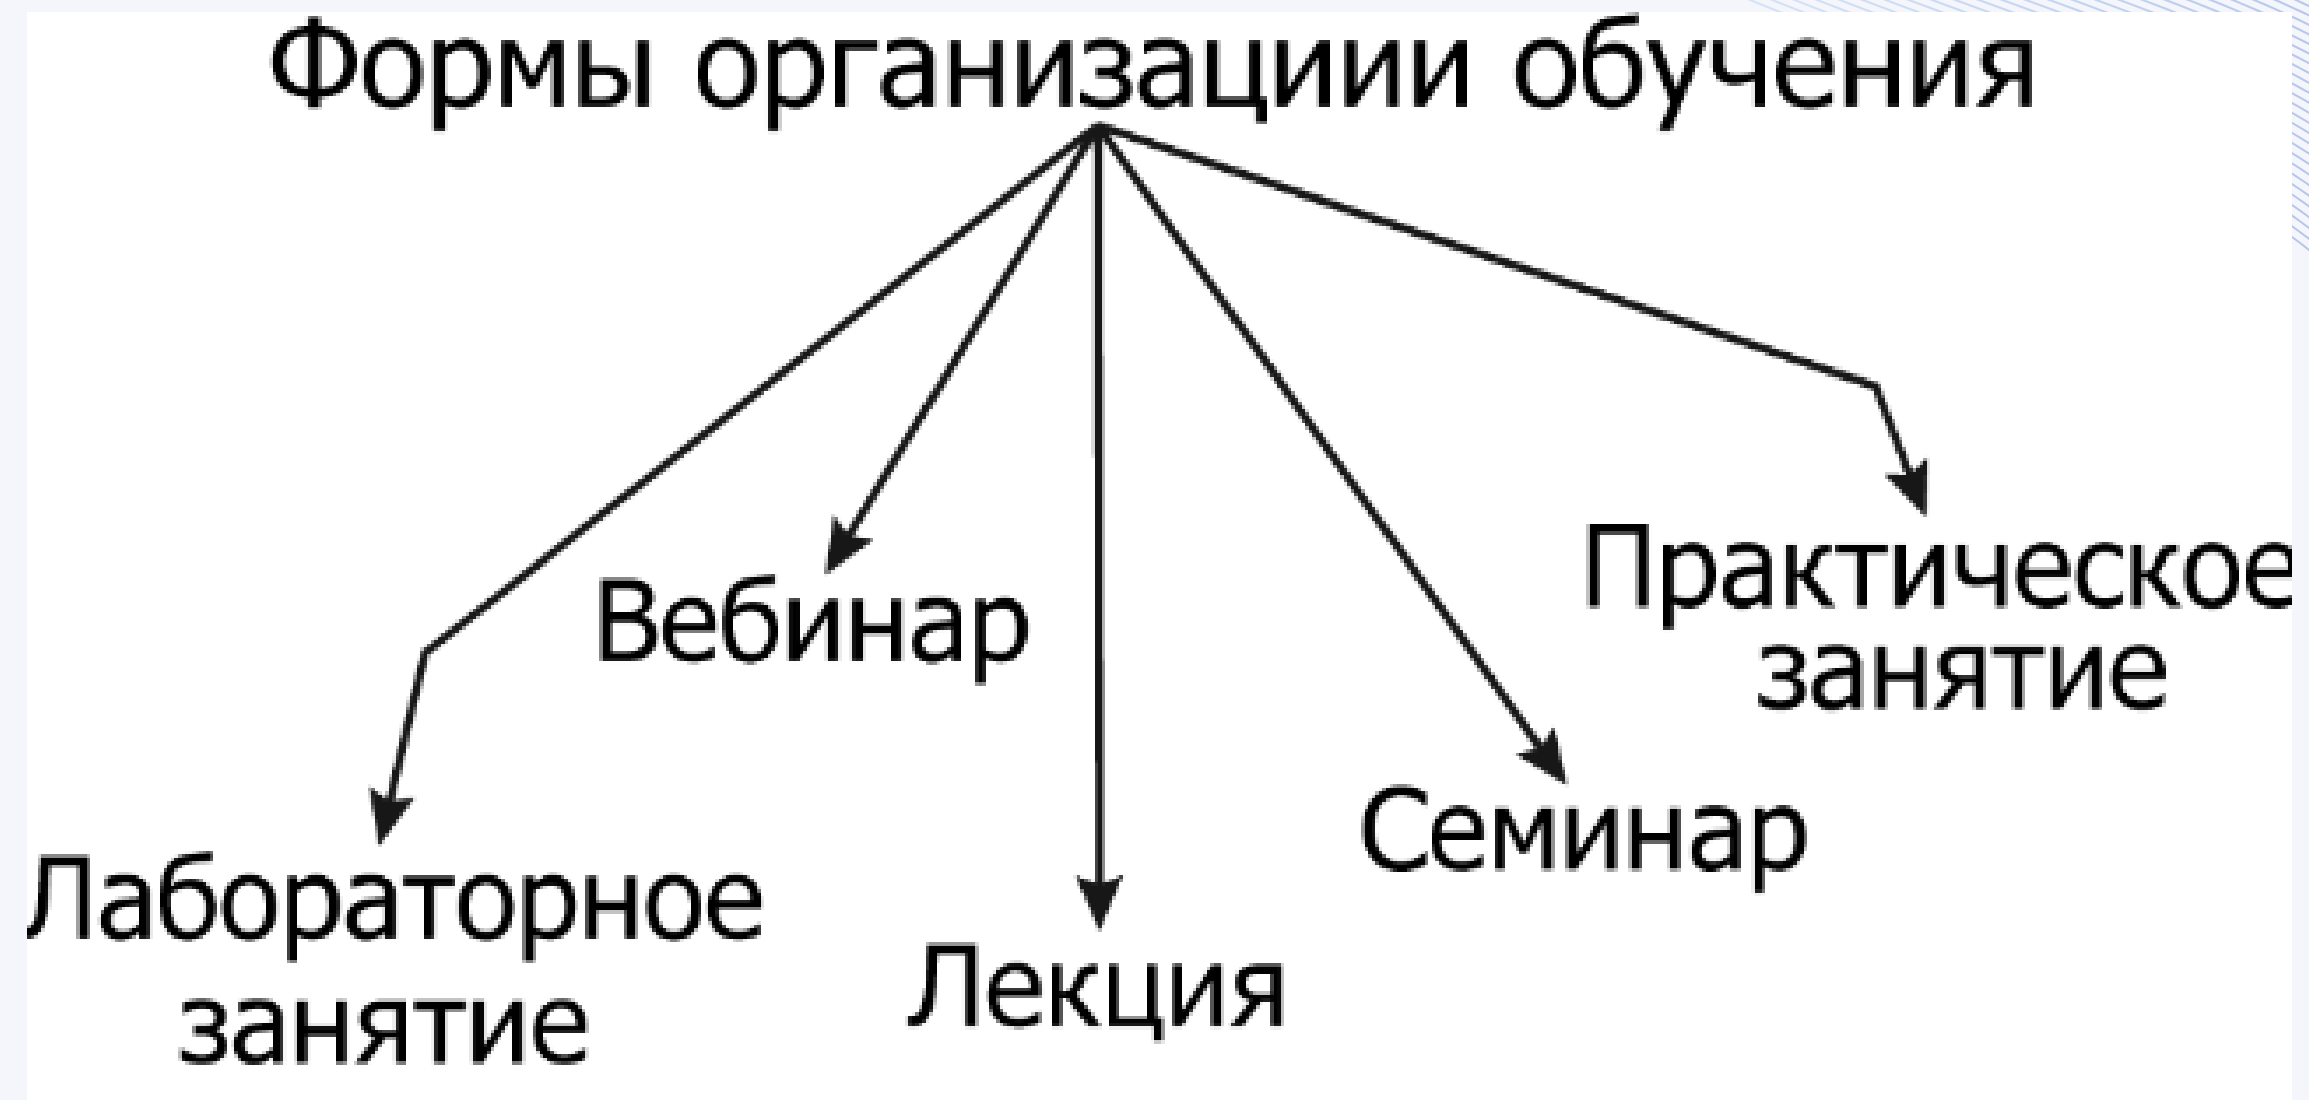 Формы организациии обучения
Вебинар
Практическое
занятие
Семинар
Лабораторное
занятие
Лекция